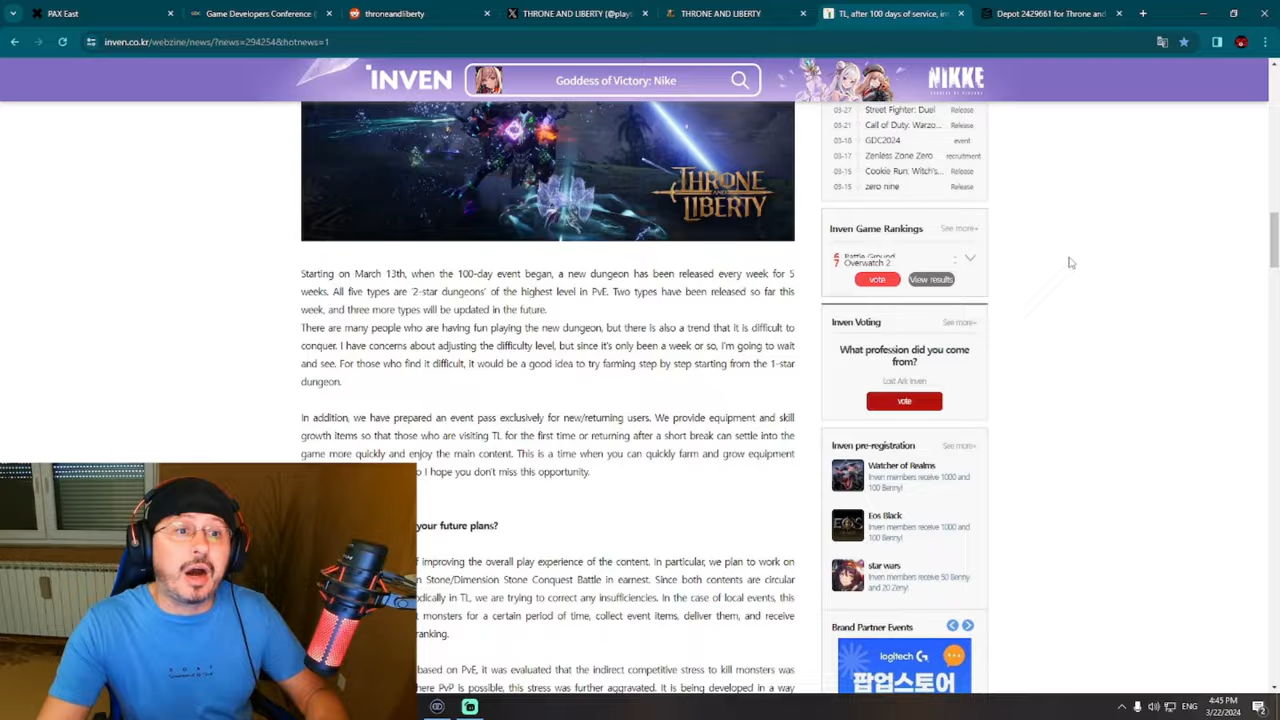 PAX East
GDC
Game Developers Conference (
throneandliberty
THRONE AND LIBERTY (@playt
THRONE AND LIBERTY
TL, after 100 days of service, in
Depot 2429661 for Throne and
inven.co.kr/webzine/news/?news=294254&hotnews=1
INVEN
Goddess of Victory: Nike
NIKKE
THRONE
AND
LIBERTY
03-27 Street Fighter: Duel Release
03-21 Call of Duty: Warzo... Release
03-18 GDC2024 event
03-17 Zenless Zone Zero recruitment
03-15 Cookie Run: Witch's... Release
03-15 zero nine Release
Inven Game Rankings See more+
6 Battle Ground
7 Overwatch 2
vote View results
Inven Voting See more+
What profession did you come
from?
Lost Ark Inven
vote
Inven pre-registration See more+
Watcher of Realms
Inven members receive 1000 and
100 Benny!
Eos Black
Inven members receive 1000 and
100 Benny!
star wars
Inven members receive 50 Benny
and 20 Zeny!
Brand Partner Events
logitech G
팝업스토어
Starting on March 13th, when the 100-day event began, a new dungeon has been released every week for 5
weeks. All five types are '2-star dungeons' of the highest level in PvE. Two types have been released so far this
week, and three more types will be updated in the future.
There are many people who are having fun playing the new dungeon, but there is also a trend that it is difficult to
conquer. I have concerns about adjusting the difficulty level, but since it's only been a week or so, I'm going to wait
and see. For those who find it difficult, it would be a good idea to try farming step by step starting from the 1-star
dungeon.
In addition, we have prepared an event pass exclusively for new/returning users. We provide equipment and skill
growth items so that those who are visiting TL for the first time or returning after a short break can settle into the
game more quickly and enjoy the main content. This is a time when you can quickly farm and grow equipment
o I hope you don't miss this opportunity.
your future plans?
f improving the overall play experience of the content. In particular, we plan to work on
n Stone/Dimension Stone Conquest Battle in earnest. Since both contents are circular
dically in TL, we are trying to correct any insufficiencies. In the case of local events, this
t monsters for a certain period of time, collect event items, deliver them, and receive
ranking.
based on PvE, it was evaluated that the indirect competitive stress to kill monsters was
here PvP is possible, this stress was further aggravated. It is being developed in a way
ENG
4:45 PM
3/22/2024